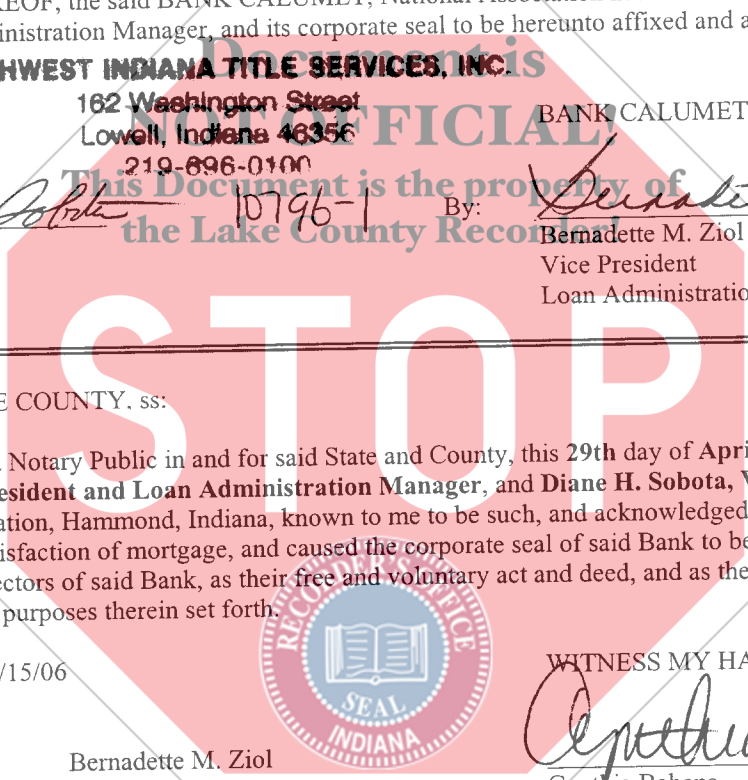 REOF, the said BANK CALUMET, National Association
inistration Manager, and its corporate seal to be hereunto affixed and a
HWEST INDIANA TITLE SERVICES, INC.
162 Washington Street
Lowell, Indiana 46356
219-696-0100
Document is
NOT OFFICIAL!
This Document is the property of
the Lake County Recorder!
BANK CALUMET
Sobota 10796-1 By:
Bernadette M. Ziol
Vice President
Loan Administratio
STOP
E COUNTY, ss:
Notary Public in and for said State and County, this 29th day of Apri
esident and Loan Administration Manager, and Diane H. Sobota, V
ation, Hammond, Indiana, known to me to be such, and acknowledged
isfaction of mortgage, and caused the corporate seal of said Bank to be
ectors of said Bank, as their free and voluntary act and deed, and as the
purposes therein set forth.
RECORDER'S OFFICE
SEAL
INDIANA
/15/06
WITNESS MY HA
Bernadette M. Ziol